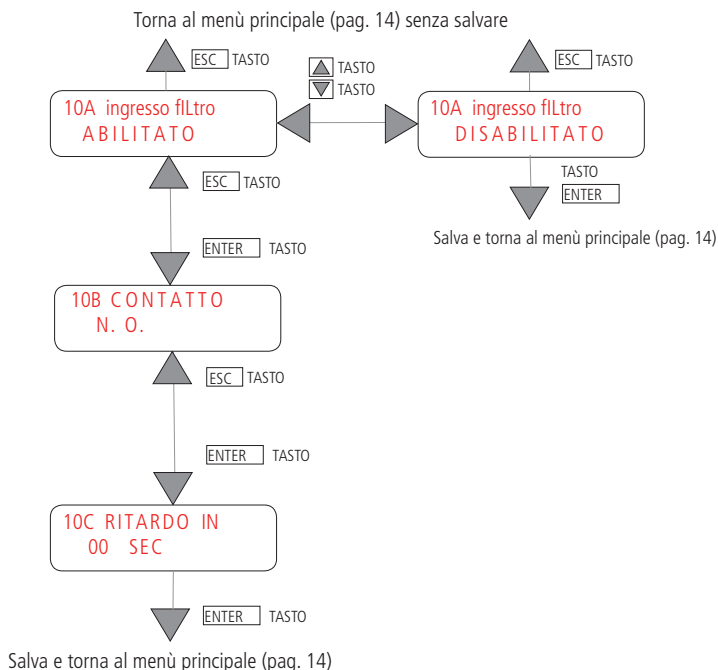 Torna al menù principale (pag. 14) senza salvare
ESC TASTO
TASTO
TASTO
ESC TASTO
10A ingresso fILtro
ABILITATO
10A ingresso fILtro
DISABILITATO
ESC TASTO
TASTO
ENTER
Salva e torna al menù principale (pag. 14)
ENTER TASTO
10B CONTATTO
N. O.
ESC TASTO
ENTER TASTO
10C RITARDO IN
00 SEC
ENTER TASTO
Salva e torna al menù principale (pag. 14)